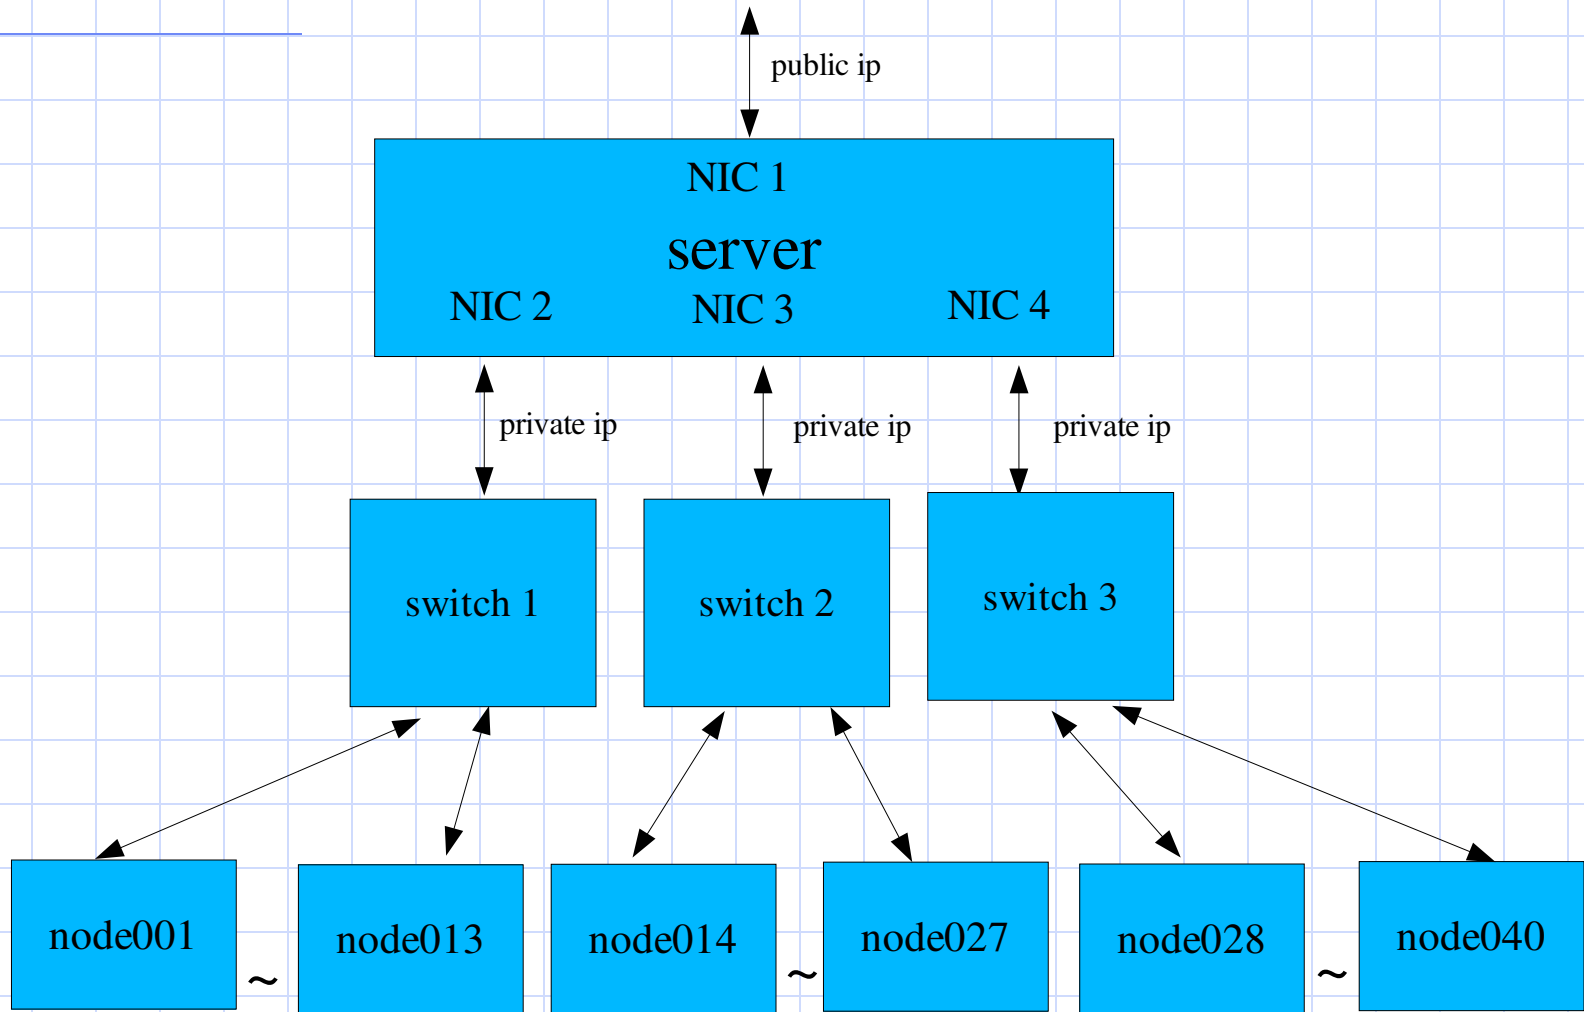 public ip
NIC 1
server
NIC 2 NIC 3 NIC 4
private ip private ip private ip
switch 1 switch 2 switch 3
node001 ~ node013 node014 ~ node027 node028 ~ node040